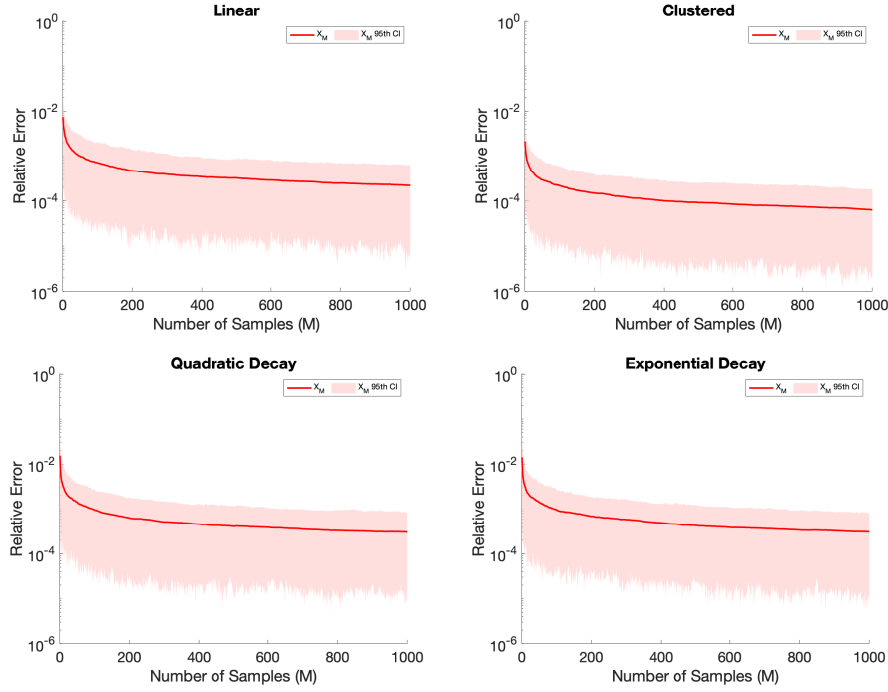 Linear
X_M X_M 95th CI
10^0
10^-2
10^-4
10^-6
Relative Error
0 200 400 600 800 1000
Number of Samples (M)
Clustered
X_M X_M 95th CI
10^0
10^-2
10^-4
10^-6
Relative Error
0 200 400 600 800 1000
Number of Samples (M)
Quadratic Decay
X_M X_M 95th CI
10^0
10^-2
10^-4
10^-6
Relative Error
0 200 400 600 800 1000
Number of Samples (M)
Exponential Decay
X_M X_M 95th CI
10^0
10^-2
10^-4
10^-6
Relative Error
0 200 400 600 800 1000
Number of Samples (M)